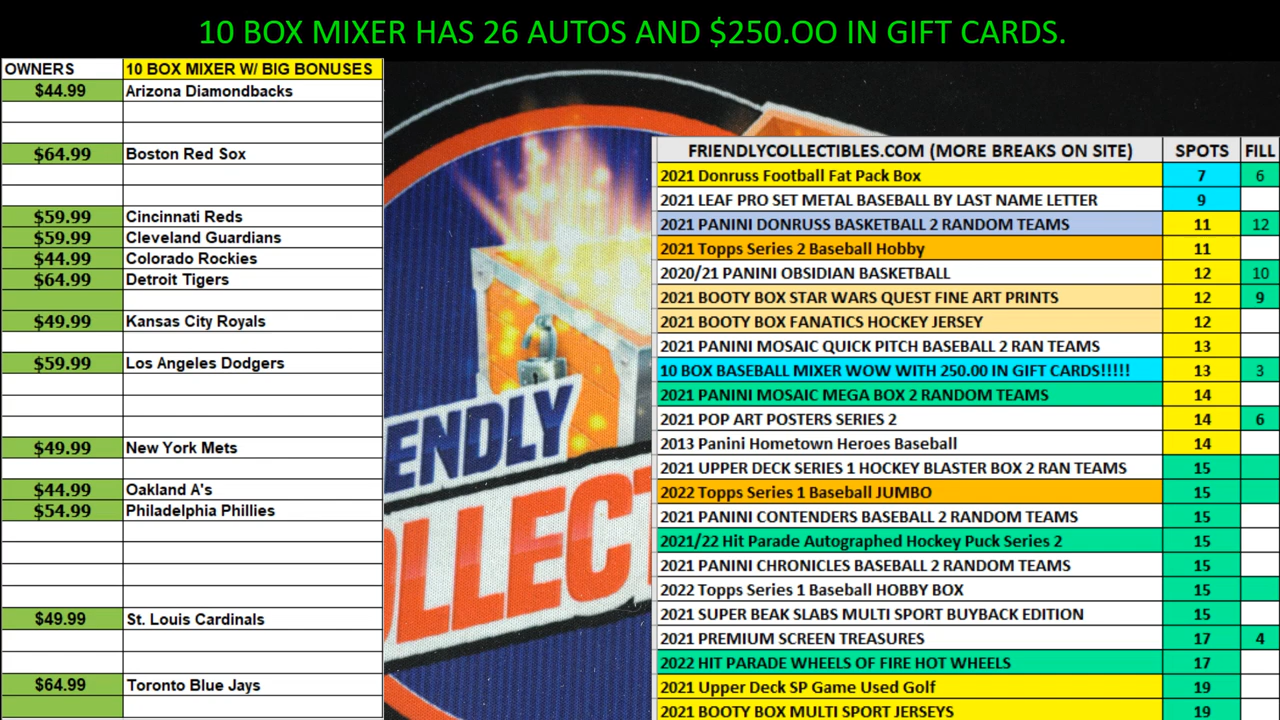 10 BOX MIXER HAS 26 AUTOS AND $250.OO IN GIFT CARDS.
OWNERS 10 BOX MIXER W/ BIG BONUSES
$44.99 Arizona Diamondbacks
$64.99 Boston Red Sox
$59.99 Cincinnati Reds
$59.99 Cleveland Guardians
$44.99 Colorado Rockies
$64.99 Detroit Tigers
$49.99 Kansas City Royals
$59.99 Los Angeles Dodgers
$49.99 New York Mets
$44.99 Oakland A's
$54.99 Philadelphia Phillies
$49.99 St. Louis Cardinals
$64.99 Toronto Blue Jays
ENDLY
OLLECT
FRIENDLYCOLLECTIBLES.COM (MORE BREAKS ON SITE) SPOTS FILL
2021 Donruss Football Fat Pack Box 7 6
2021 LEAF PRO SET METAL BASEBALL BY LAST NAME LETTER 9
2021 PANINI DONRUSS BASKETBALL 2 RANDOM TEAMS 11 12
2021 Topps Series 2 Baseball Hobby 11
2020/21 PANINI OBSIDIAN BASKETBALL 12 10
2021 BOOTY BOX STAR WARS QUEST FINE ART PRINTS 12 9
2021 BOOTY BOX FANATICS HOCKEY JERSEY 12
2021 PANINI MOSAIC QUICK PITCH BASEBALL 2 RAN TEAMS 13
10 BOX BASEBALL MIXER WOW WITH 250.00 IN GIFT CARDS!!!!! 13 3
2021 PANINI MOSAIC MEGA BOX 2 RANDOM TEAMS 14
2021 POP ART POSTERS SERIES 2 14 6
2013 Panini Hometown Heroes Baseball 14
2021 UPPER DECK SERIES 1 HOCKEY BLASTER BOX 2 RAN TEAMS 15
2022 Topps Series 1 Baseball JUMBO 15
2021 PANINI CONTENDERS BASEBALL 2 RANDOM TEAMS 15
2021/22 Hit Parade Autographed Hockey Puck Series 2 15
2021 PANINI CHRONICLES BASEBALL 2 RANDOM TEAMS 15
2022 Topps Series 1 Baseball HOBBY BOX 15
2021 SUPER BEAK SLABS MULTI SPORT BUYBACK EDITION 15
2021 PREMIUM SCREEN TREASURES 17 4
2022 HIT PARADE WHEELS OF FIRE HOT WHEELS 17
2021 Upper Deck SP Game Used Golf 19
2021 BOOTY BOX MULTI SPORT JERSEYS 19